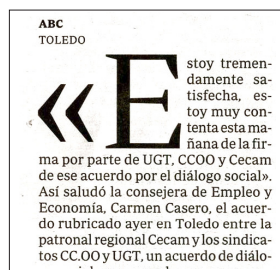 ABC
TOLEDO
«Estoy tremen-
damente sa-
tisfecha, es-
toy muy con-
tenta esta ma-
ñana de la fir-
ma por parte de UGT, CCOO y Cecam
de ese acuerdo por el diálogo social».
Así saludó la consejera de Empleo y
Economía, Carmen Casero, el acuer-
do rubricado ayer en Toledo entre la
patronal regional Cecam y los sindica-
tos CC.OO y UGT, un acuerdo de diálo-